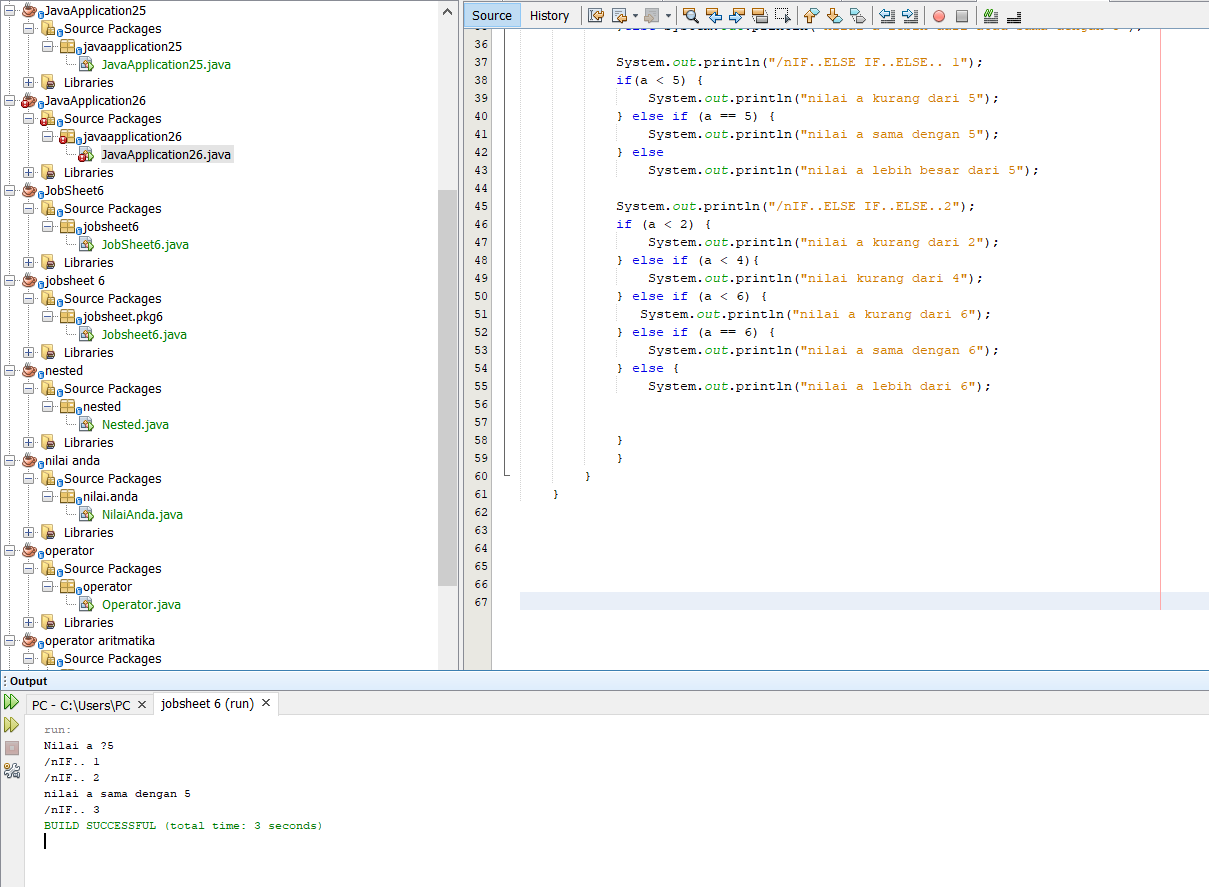 JavaApplication25
Source Packages
javaapplication25
JavaApplication25.java
Libraries
JavaApplication26
Source Packages
javaapplication26
JavaApplication26.java
Libraries
JobSheet6
Source Packages
jobsheet6
JobSheet6.java
Libraries
jobsheet 6
Source Packages
jobsheet.pkg6
Jobsheet6.java
Libraries
nested
Source Packages
nested
Nested.java
Libraries
nilai anda
Source Packages
nilai.anda
NilaiAnda.java
Libraries
operator
Source Packages
operator
Operator.java
Libraries
operator aritmatika
Source Packages
Source History
36
37 System.out.println("/nIF..ELSE IF..ELSE.. 1");
38 if(a < 5) {
39 System.out.println("nilai a kurang dari 5");
40 } else if (a == 5) {
41 System.out.println("nilai a sama dengan 5");
42 } else
43 System.out.println("nilai a lebih besar dari 5");
44
45 System.out.println("/nIF..ELSE IF..ELSE..2");
46 if (a < 2) {
47 System.out.println("nilai a kurang dari 2");
48 } else if (a < 4){
49 System.out.println("nilai kurang dari 4");
50 } else if (a < 6) {
51 System.out.println("nilai a kurang dari 6");
52 } else if (a == 6) {
53 System.out.println("nilai a sama dengan 6");
54 } else {
55 System.out.println("nilai a lebih dari 6");
56
57
58 }
59 }
60 }
61 }
62
63
64
65
66
67
Output
PC - C:\Users\PC × jobsheet 6 (run) ×
run:
Nilai a ?5
/nIF.. 1
/nIF.. 2
nilai a sama dengan 5
/nIF.. 3
BUILD SUCCESSFUL (total time: 3 seconds)